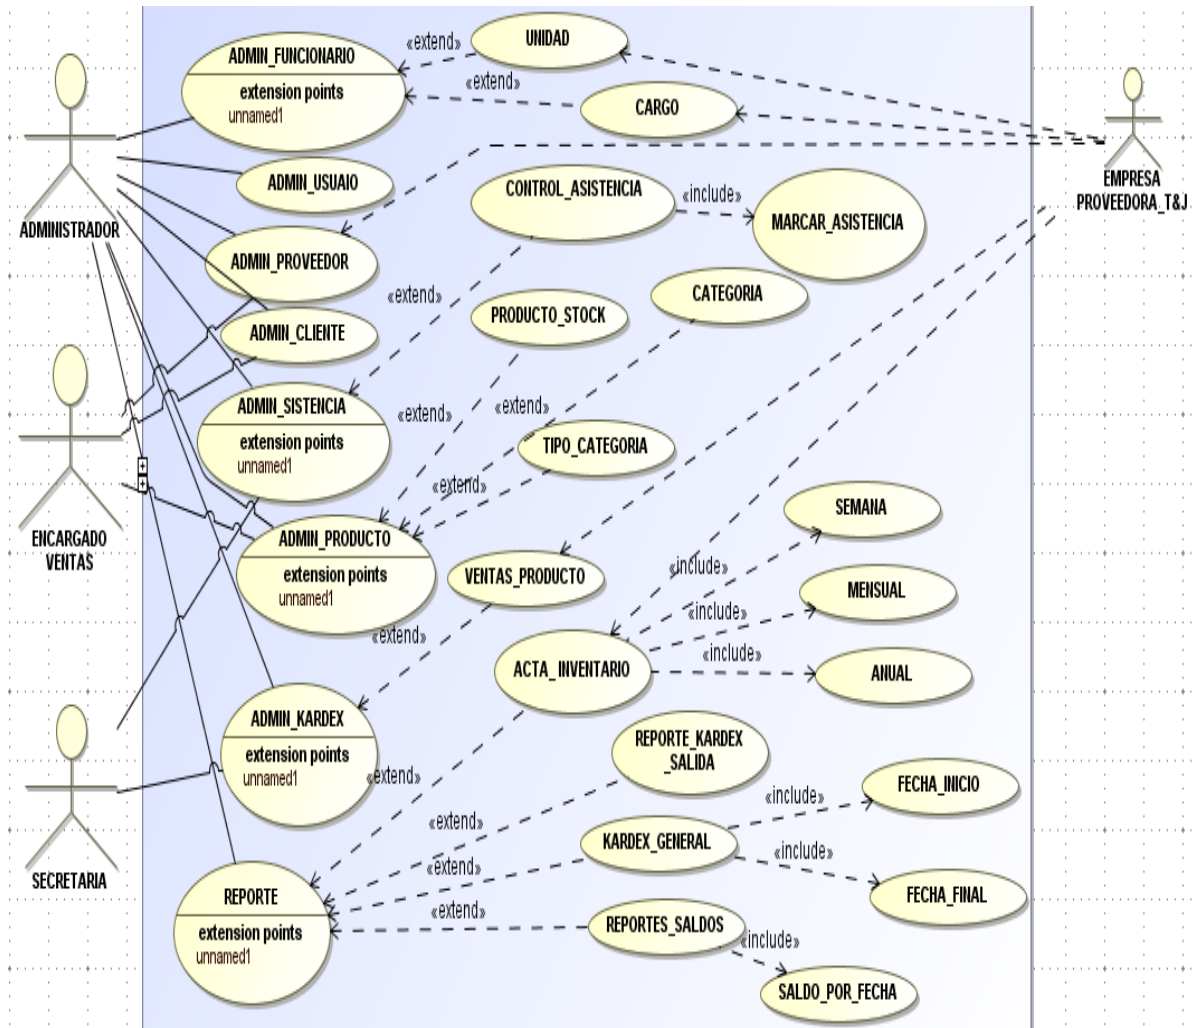 UNIDAD
«extend»
ADMIN_FUNCIONARIO
extension points
unnamed1
«extend»
CARGO
ADMINISTRADOR
EMPRESA
PROVEEDORA_T&J
ADMIN_USUAIO
CONTROL_ASISTENCIA
«include»
MARCAR_ASISTENCIA
ADMIN_PROVEEDOR
«extend»
CATEGORIA
PRODUCTO_STOCK
ADMIN_CLIENTE
ADMIN_SISTENCIA
extension points
unnamed1
«extend»
«extend»
TIPO_CATEGORIA
«extend»
ENCARGADO
VENTAS
ADMIN_PRODUCTO
extension points
unnamed1
SEMANA
VENTAS_PRODUCTO
«include»
MENSUAL
«include»
«extend»
«include»
ACTA_INVENTARIO
ANUAL
ADMIN_KARDEX
extension points
unnamed1
REPORTE_KARDEX
_SALIDA
«extend»
FECHA_INICIO
«include»
«extend»
KARDEX_GENERAL
«include»
«extend»
SECRETARIA
FECHA_FINAL
REPORTE
extension points
unnamed1
«extend»
REPORTES_SALDOS
«include»
SALDO_POR_FECHA